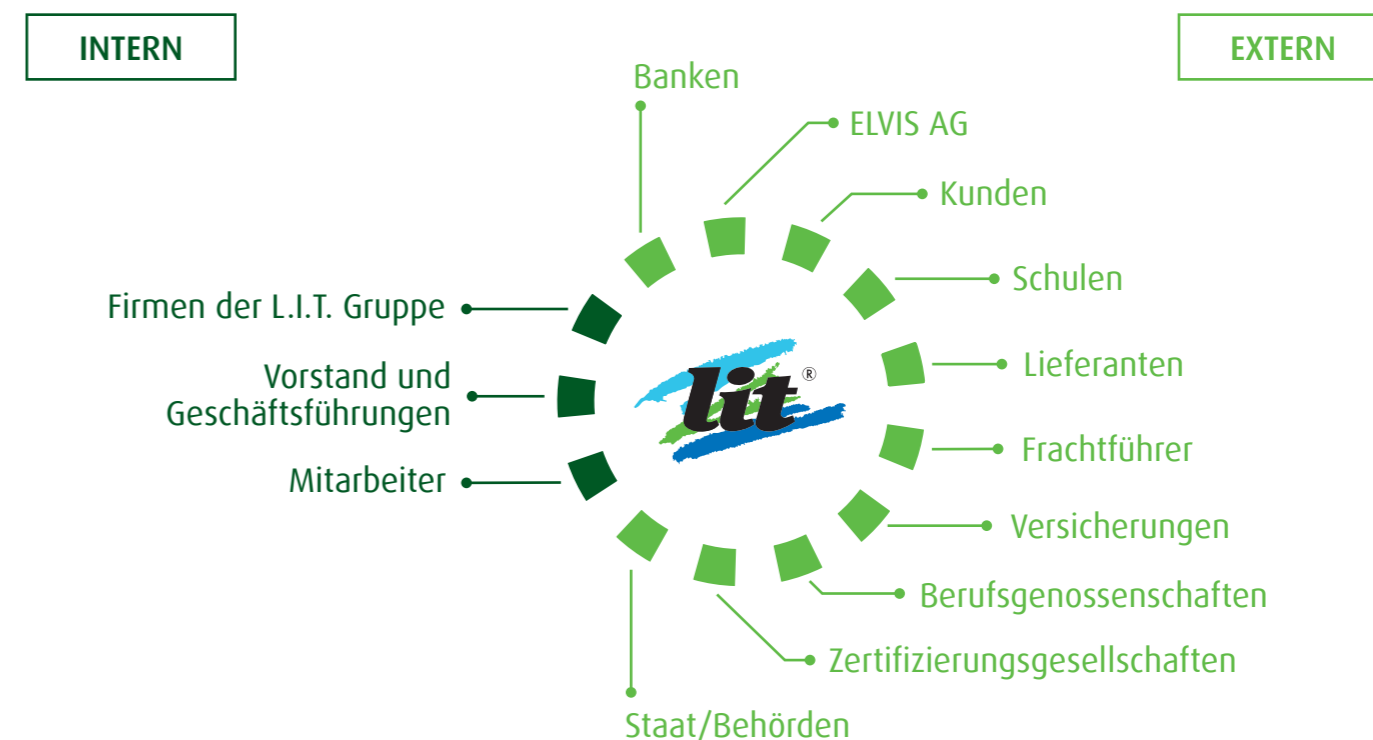 INTERN
EXTERN
Banken
ELVIS AG
Kunden
Schulen
Lieferanten
Frachtführer
Versicherungen
Berufsgenossenschaften
Zertifizierungsgesellschaften
Staat/Behörden
Firmen der L.I.T. Gruppe
Vorstand und
Geschäftsführungen
Mitarbeiter
lit®